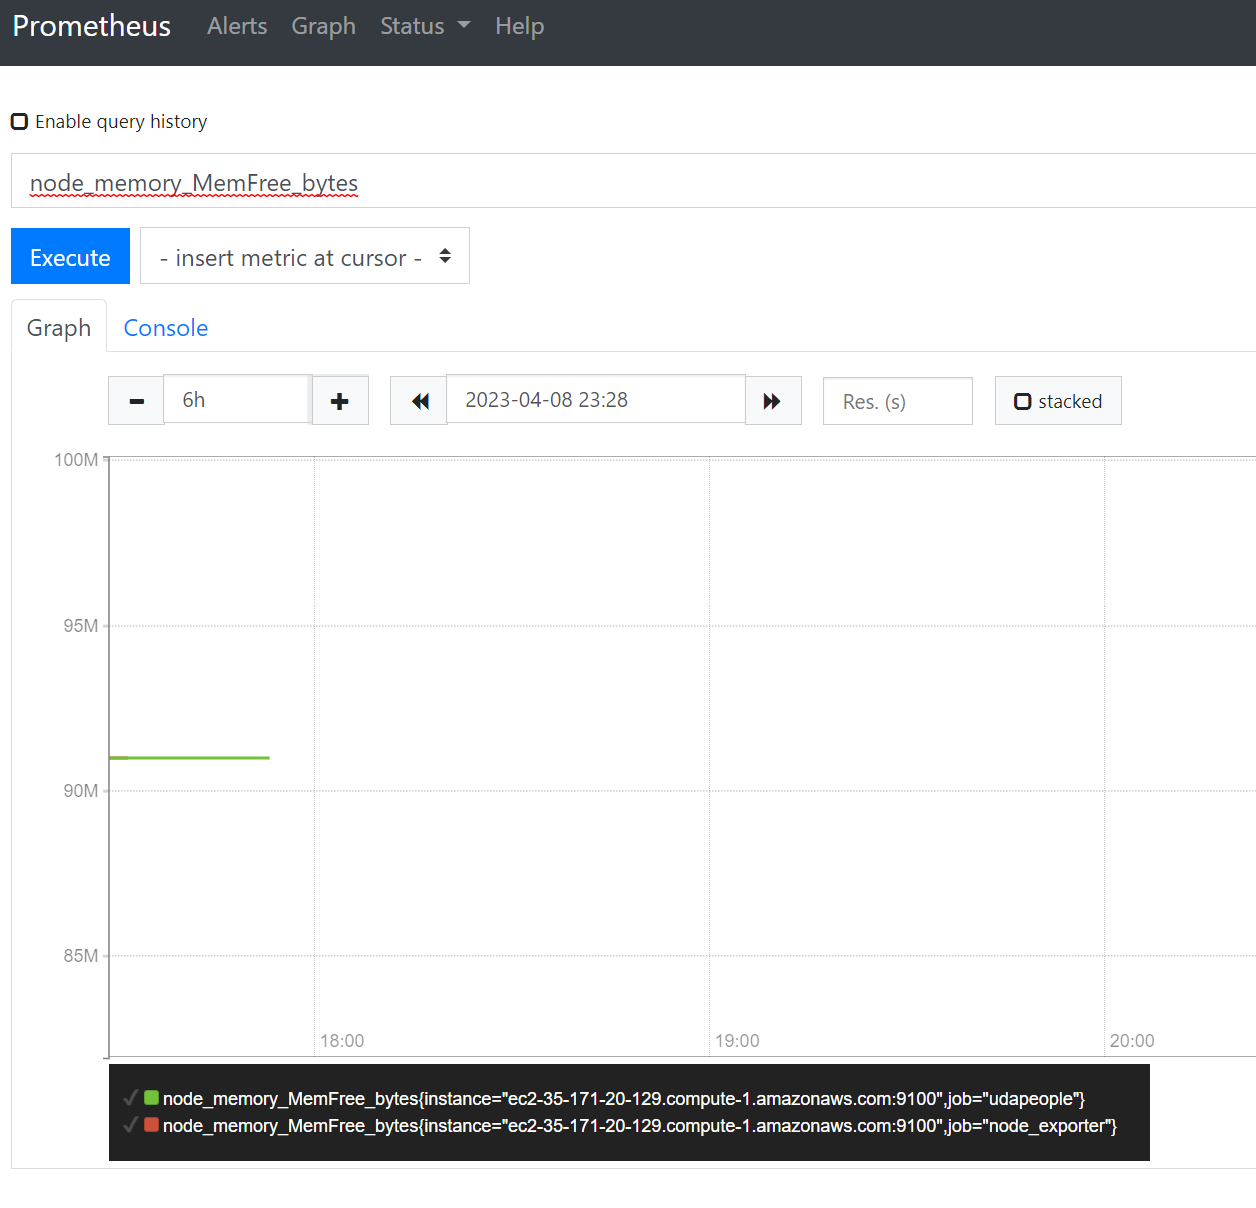 Prometheus Alerts Graph Status Help
Enable query history
node_memory_MemFree_bytes
Execute - insert metric at cursor -
Graph Console
6h 2023-04-08 23:28 Res. (s) stacked
100M
95M
90M
85M
18:00 19:00 20:00
node_memory_MemFree_bytes{instance="ec2-35-171-20-129.compute-1.amazonaws.com:9100",job="udapeople"}
node_memory_MemFree_bytes{instance="ec2-35-171-20-129.compute-1.amazonaws.com:9100",job="node_exporter"}